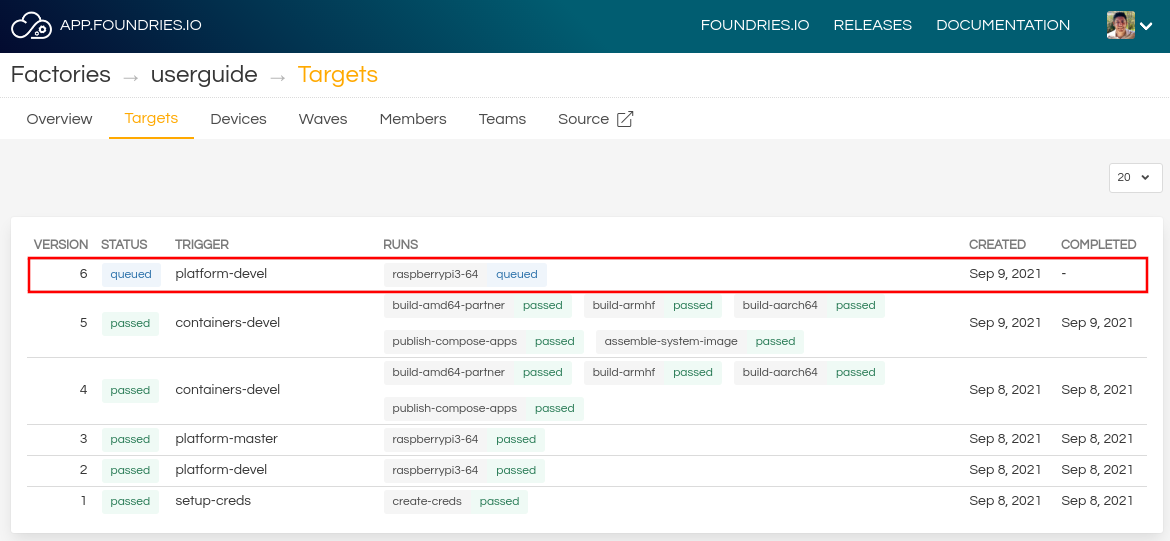 APP.FOUNDRIES.IO FOUNDRIES.IO RELEASES DOCUMENTATION
Factories → userguide → Targets
Overview Targets Devices Waves Members Teams Source
20
VERSION STATUS TRIGGER RUNS CREATED COMPLETED
6 queued platform-devel raspberrypi3-64 queued Sep 9, 2021 -
build-amd64-partner passed build-armhf passed build-aarch64 passed
5 passed containers-devel Sep 9, 2021 Sep 9, 2021
publish-compose-apps passed assemble-system-image passed
build-amd64-partner passed build-armhf passed build-aarch64 passed
4 passed containers-devel Sep 8, 2021 Sep 8, 2021
publish-compose-apps passed
3 passed platform-master raspberrypi3-64 passed Sep 8, 2021 Sep 8, 2021
2 passed platform-devel raspberrypi3-64 passed Sep 8, 2021 Sep 8, 2021
1 passed setup-creds create-creds passed Sep 8, 2021 Sep 8, 2021